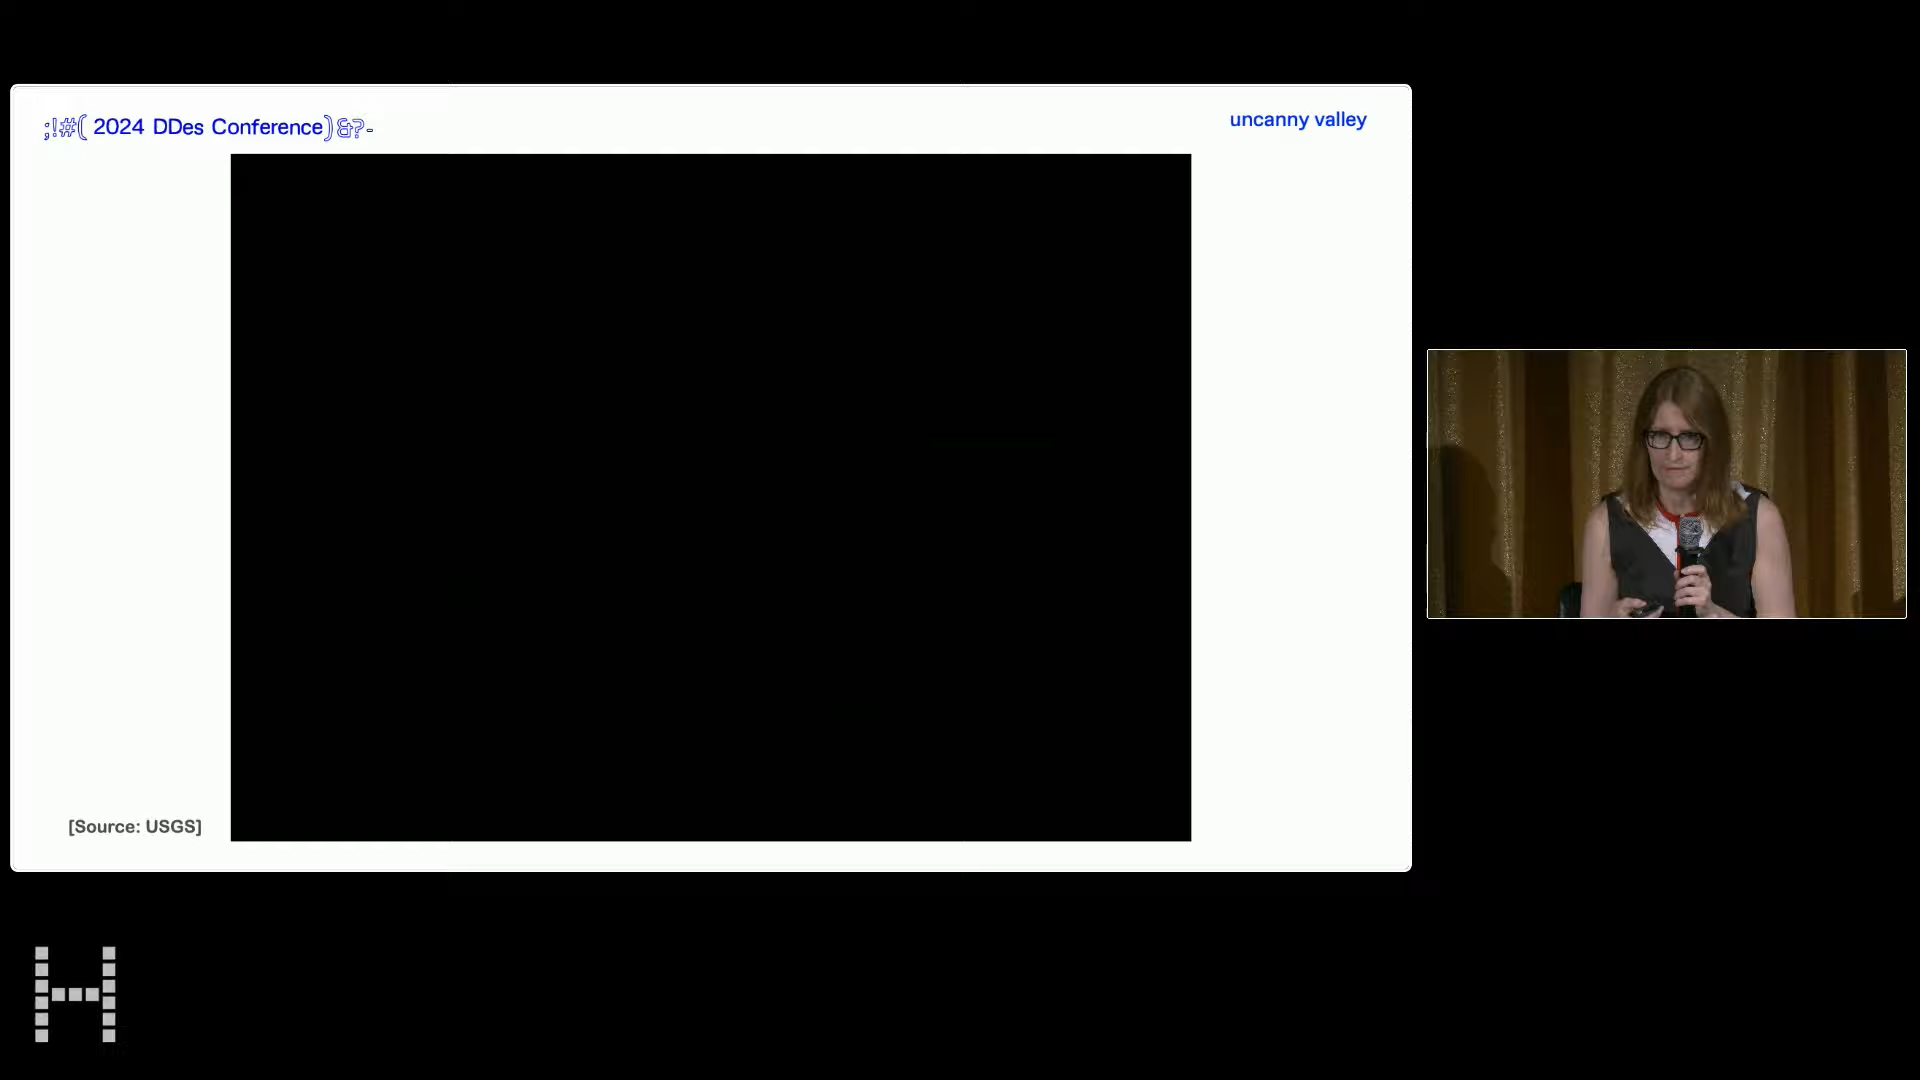 ;!#( 2024 DDes Conference)&?-
uncanny valley
[Source: USGS]
H